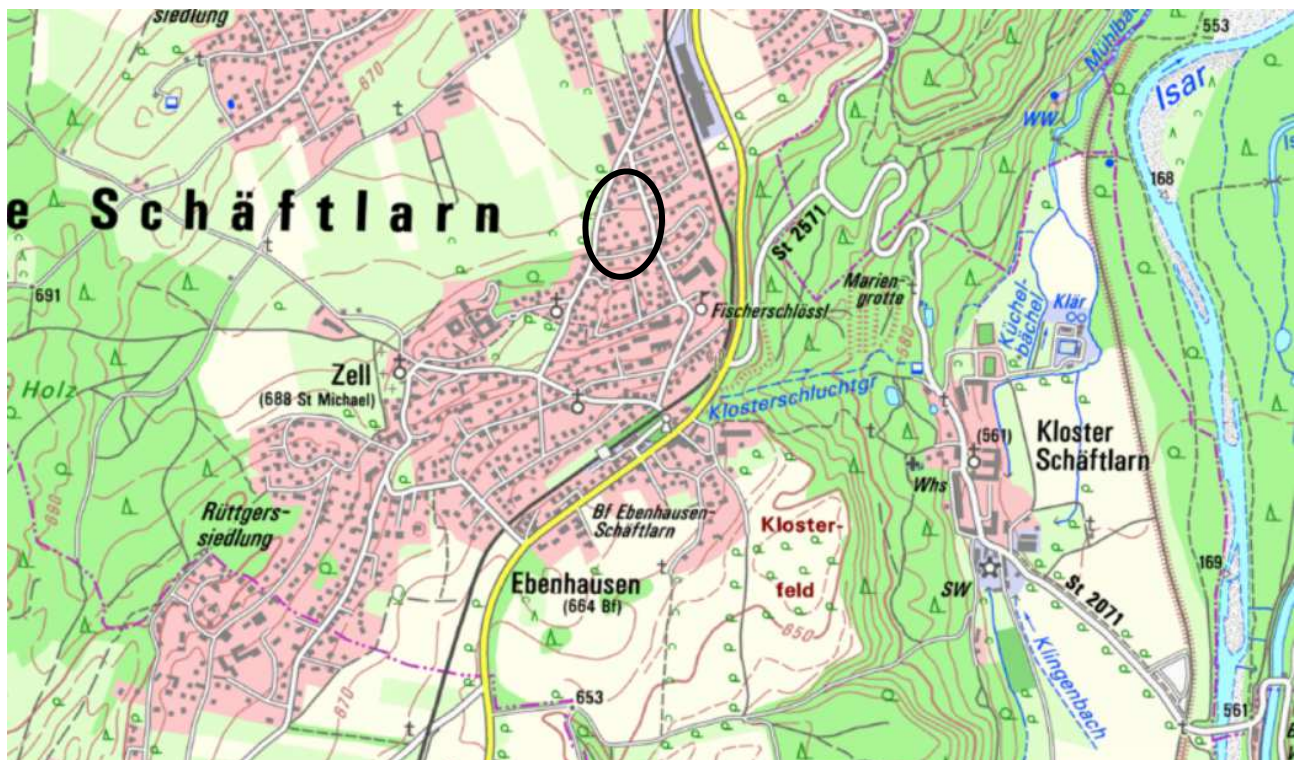 siedlung
670
553
Mühlbach
Isar
WW
168
e Schäftlarn
St 2571
691
Marien-
grotte
Küchel-
bächel
Klär
Fischerschlössl
580
Holz
Zell
(688 St Michael)
Klosterschluchtgr
(561)
Kloster
Schäftlarn
Whs
690
Rüttgers-
siedlung
Bf Ebenhausen-
Schäftlarn
Kloster-
feld
Ebenhausen
(664 Bf)
SW
169
St 2071
650
670
653
Klingenbach
561